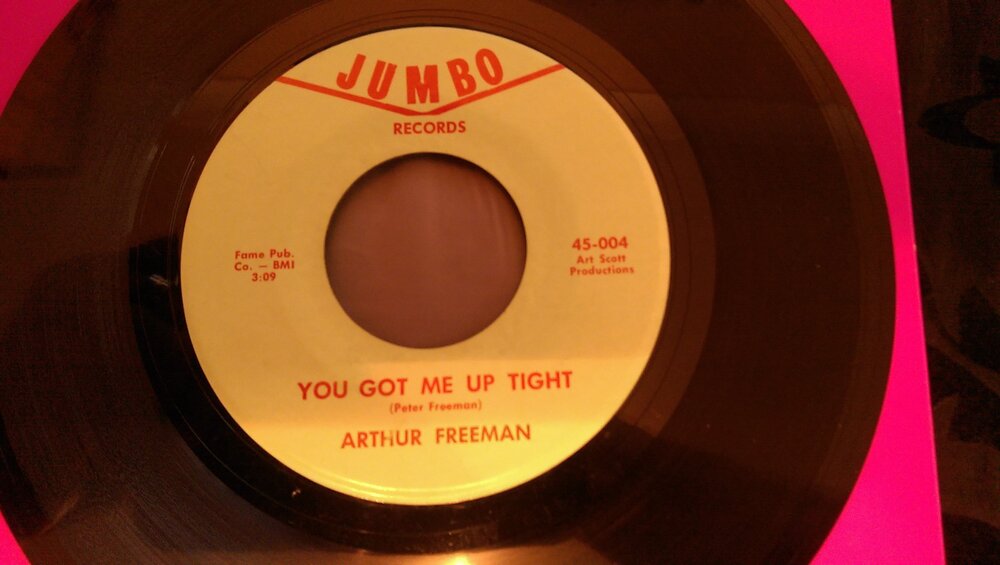 JUMBO
RECORDS
Fame Pub.
Co. — BMI
3:09
45-004
Art Scott
Productions
YOU GOT ME UP TIGHT
(Peter Freeman)
ARTHUR FREEMAN